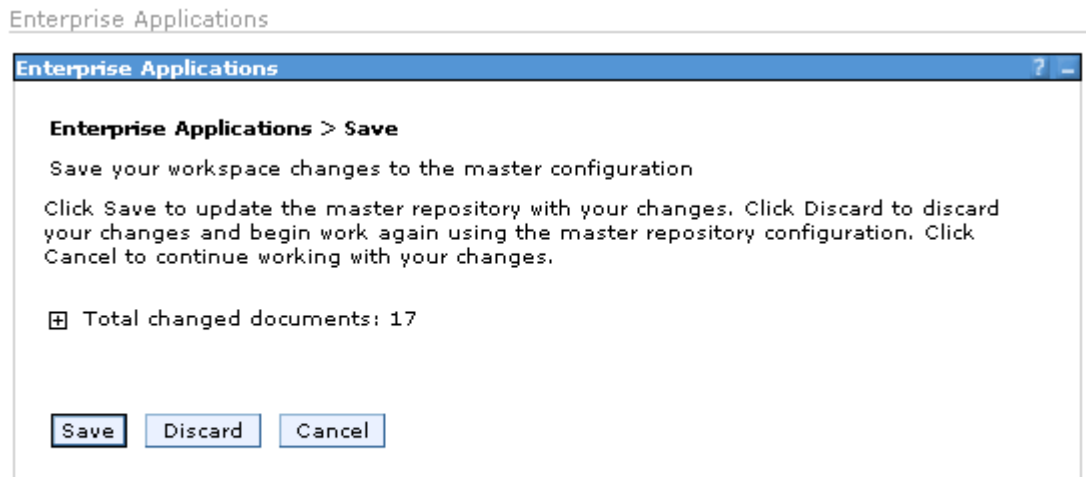 Enterprise Applications
Enterprise Applications ? –
Enterprise Applications > Save
Save your workspace changes to the master configuration
Click Save to update the master repository with your changes. Click Discard to discard
your changes and begin work again using the master repository configuration. Click
Cancel to continue working with your changes.
Total changed documents: 17
Save Discard Cancel